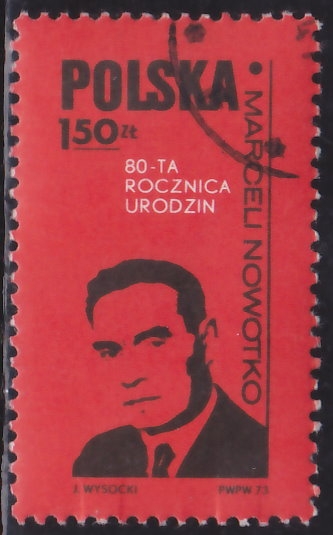 POLSKA
150 zł
80-TA
ROCZNICA
URODZIN
MARCELI NOWOTKO
J. WYSOCKI
PWPW 73